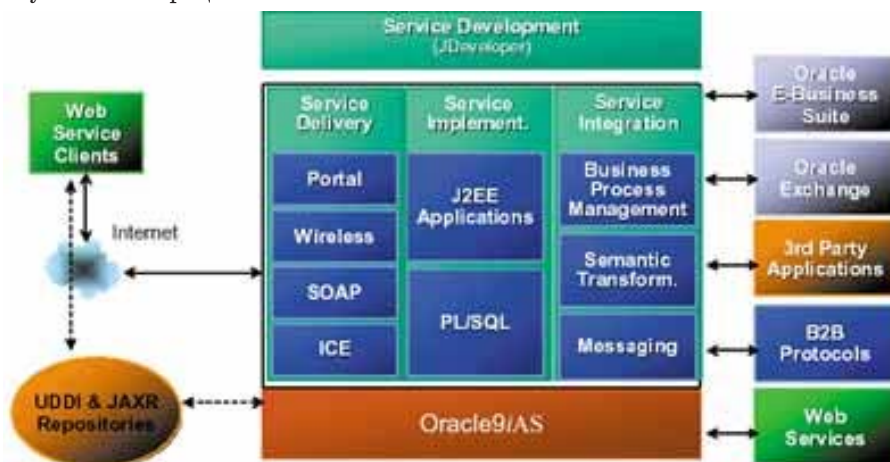 Service Development
(JDeveloper)
Web
Service
Clients
Internet
UDDI & JAXR
Repositories
Service
Delivery
Portal
Wireless
SOAP
ICE
Service
Implement.
J2EE
Applications
PL/SQL
Service
Integration
Business
Process
Management
Semantic
Transform.
Messaging
Oracle9iAS
Oracle
E-Business
Suite
Oracle
Exchange
3rd Party
Applications
B2B
Protocols
Web
Services